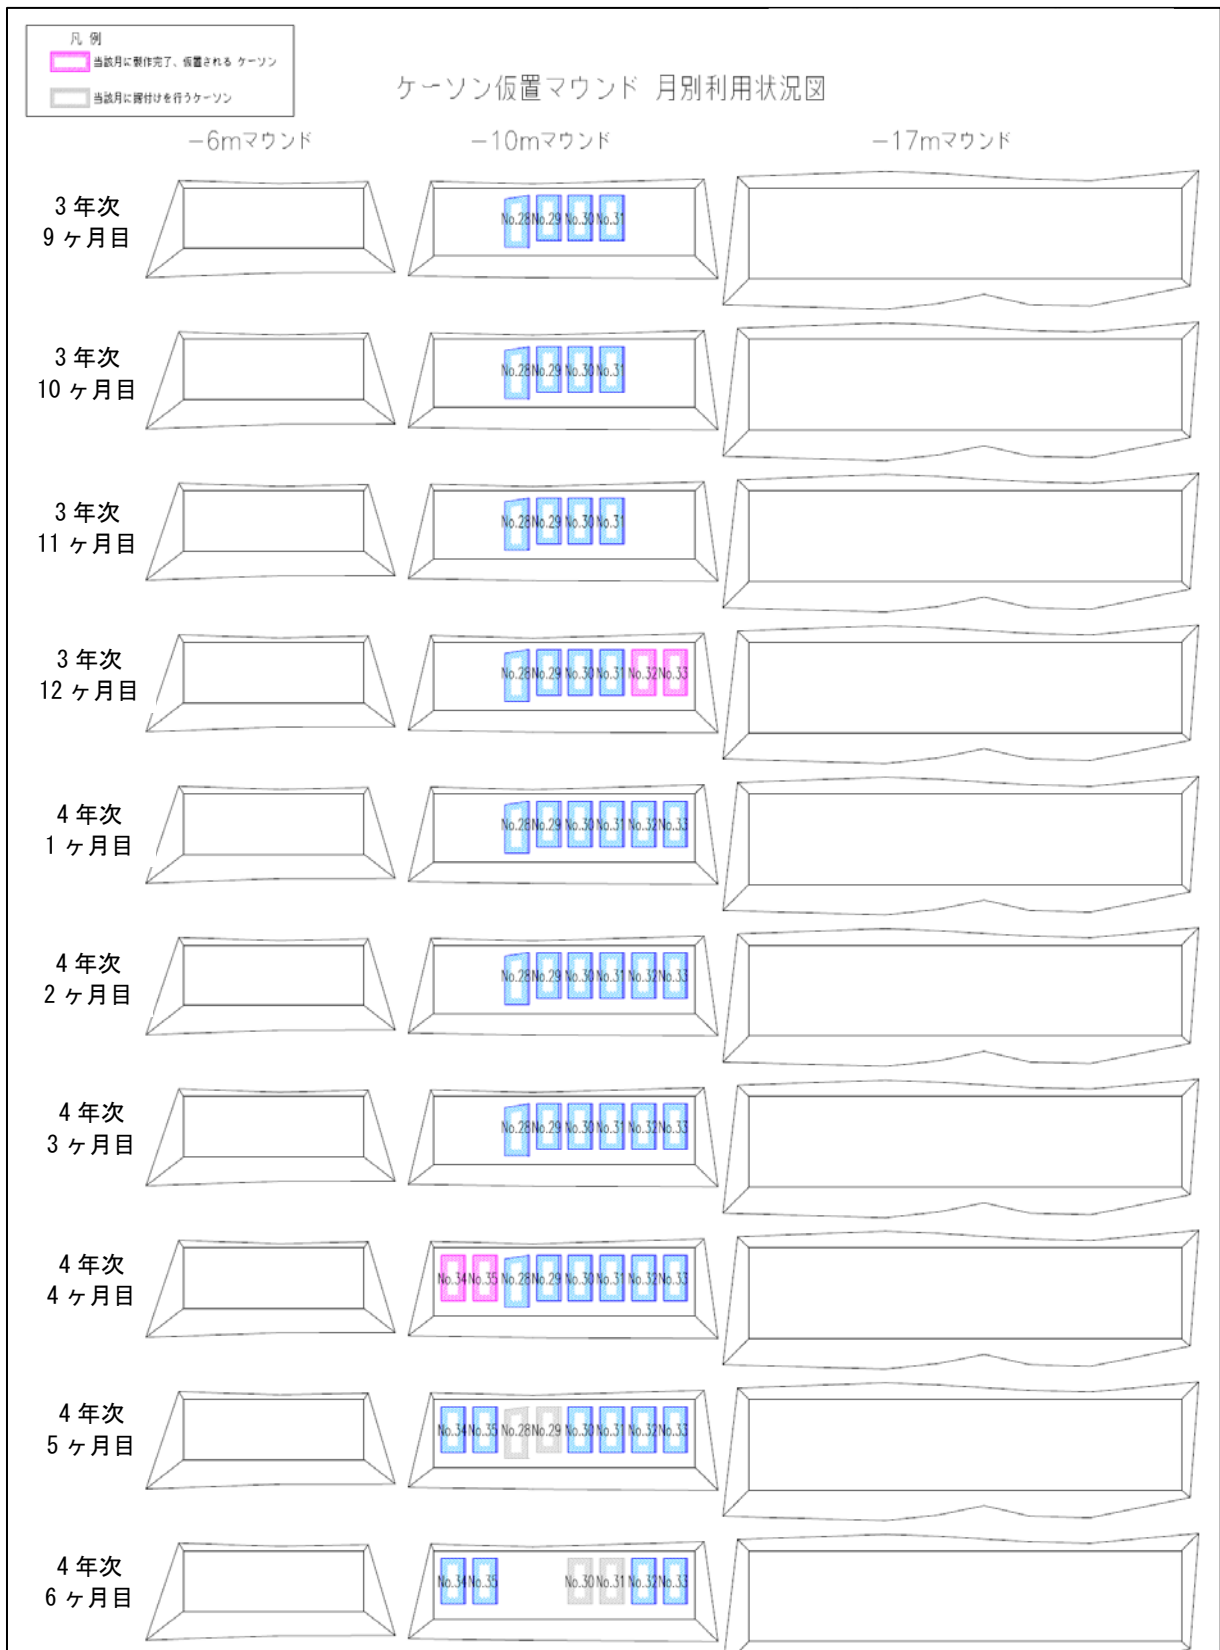 凡 例
当該月に製作完了、仮置される ケーソン
当該月に据付けを行うケーソン
ケーソン仮置マウンド 月別利用状況図
-6mマウンド -10mマウンド -17mマウンド
3 年次
9 ヶ月目
No.28 No.29 No.30 No.31
3 年次
10 ヶ月目
No.28 No.29 No.30 No.31
3 年次
11 ヶ月目
No.28 No.29 No.30 No.31
3 年次
12 ヶ月目
No.28 No.29 No.30 No.31 No.32 No.33
4 年次
1 ヶ月目
No.28 No.29 No.30 No.31 No.32 No.33
4 年次
2 ヶ月目
No.28 No.29 No.30 No.31 No.32 No.33
4 年次
3 ヶ月目
No.28 No.29 No.30 No.31 No.32 No.33
4 年次
4 ヶ月目
No.34 No.35 No.28 No.29 No.30 No.31 No.32 No.33
4 年次
5 ヶ月目
No.34 No.35 No.28 No.29 No.30 No.31 No.32 No.33
4 年次
6 ヶ月目
No.34 No.35 No.30 No.31 No.32 No.33